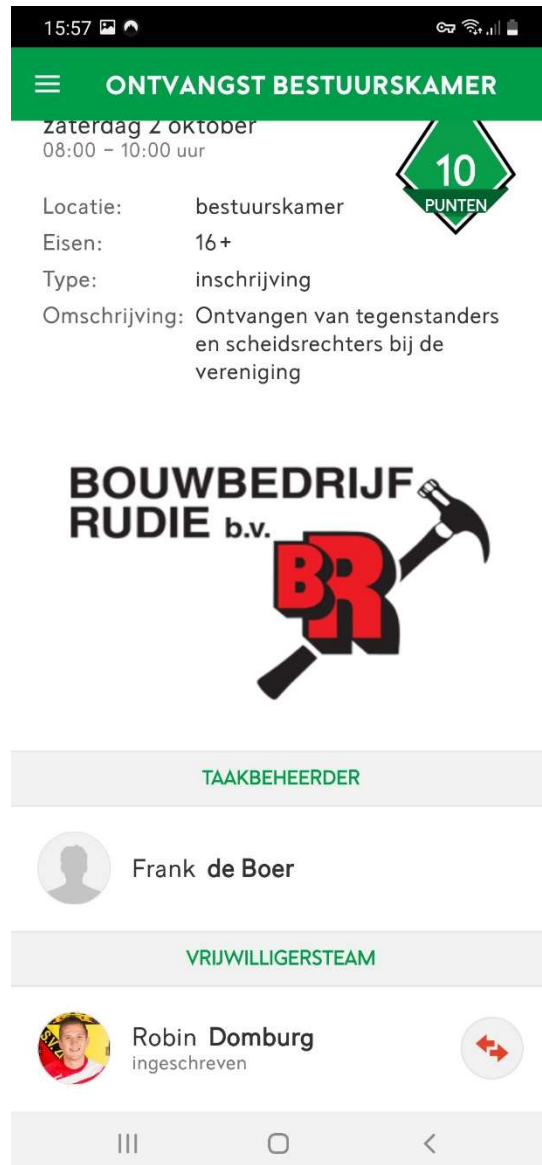 15:57
ONTVANGST BESTUURSKAMER
zaterdag 2 oktober
08:00 – 10:00 uur
10
PUNTEN
Locatie: bestuurskamer
Eisen: 16+
Type: inschrijving
Omschrijving: Ontvangen van tegenstanders
en scheidsrechters bij de
vereniging
BOUWBEDRIJF
RUDIE b.v.
BR
TAAKBEHEERDER
Frank de Boer
VRIJWILLIGERSTEAM
S.V.Z
Robin Domburg
ingeschreven